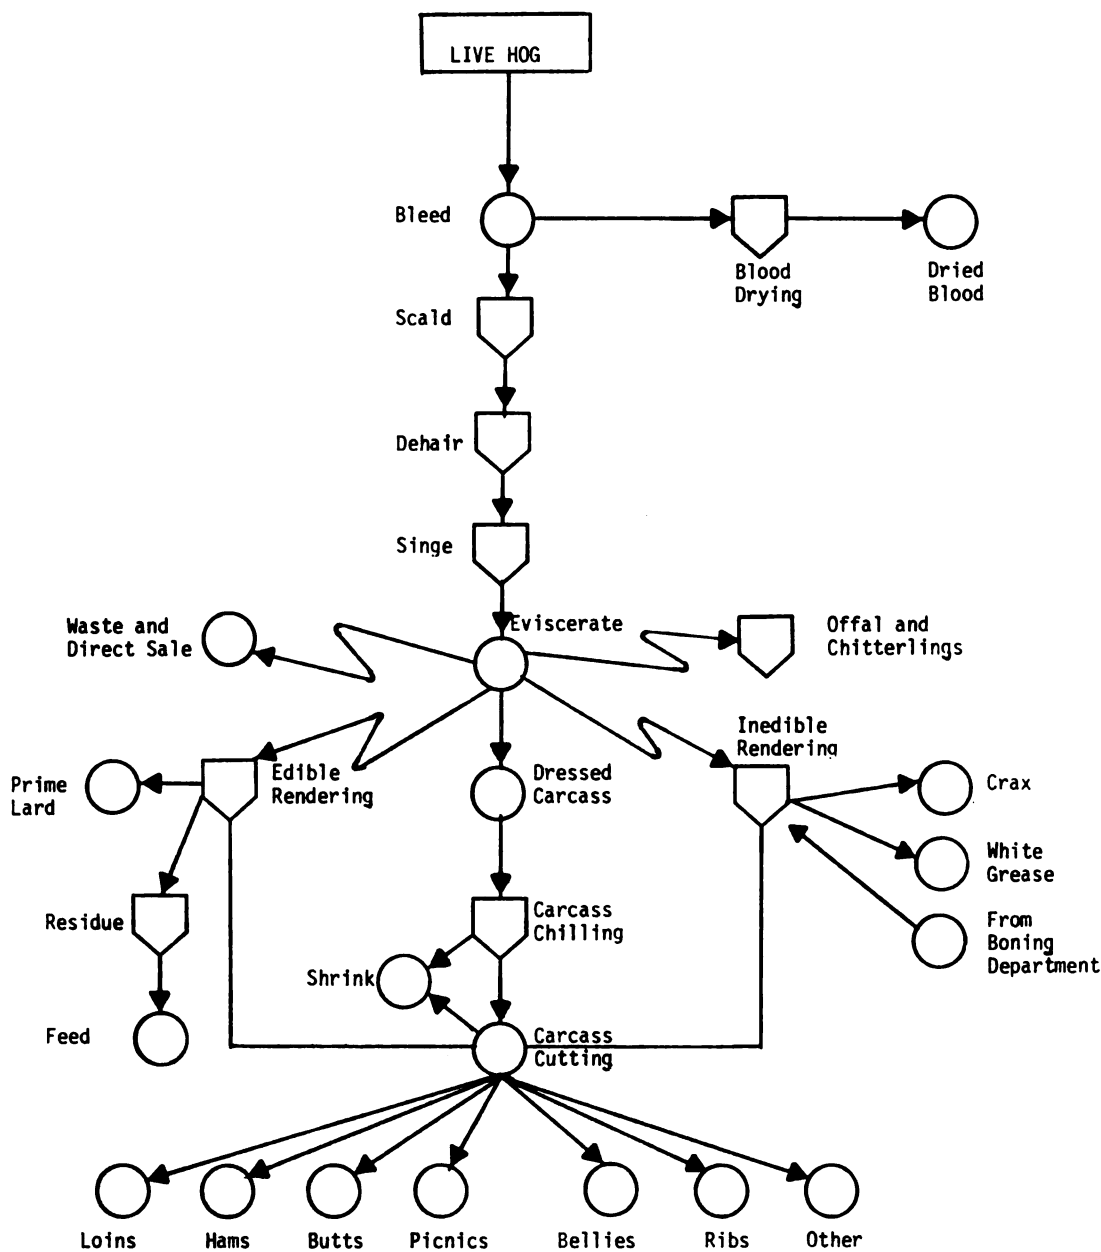 LIVE HOG
Bleed
Blood
Drying
Dried
Blood
Scald
Dehair
Singe
Waste and
Direct Sale
Eviscerate
Offal and
Chitterlings
Prime
Lard
Edible
Rendering
Dressed
Carcass
Inedible
Rendering
Crax
White
Grease
Residue
Carcass
Chilling
From
Boning
Department
Shrink
Feed
Carcass
Cutting
Loins
Hams
Butts
Picnics
Bellies
Ribs
Other